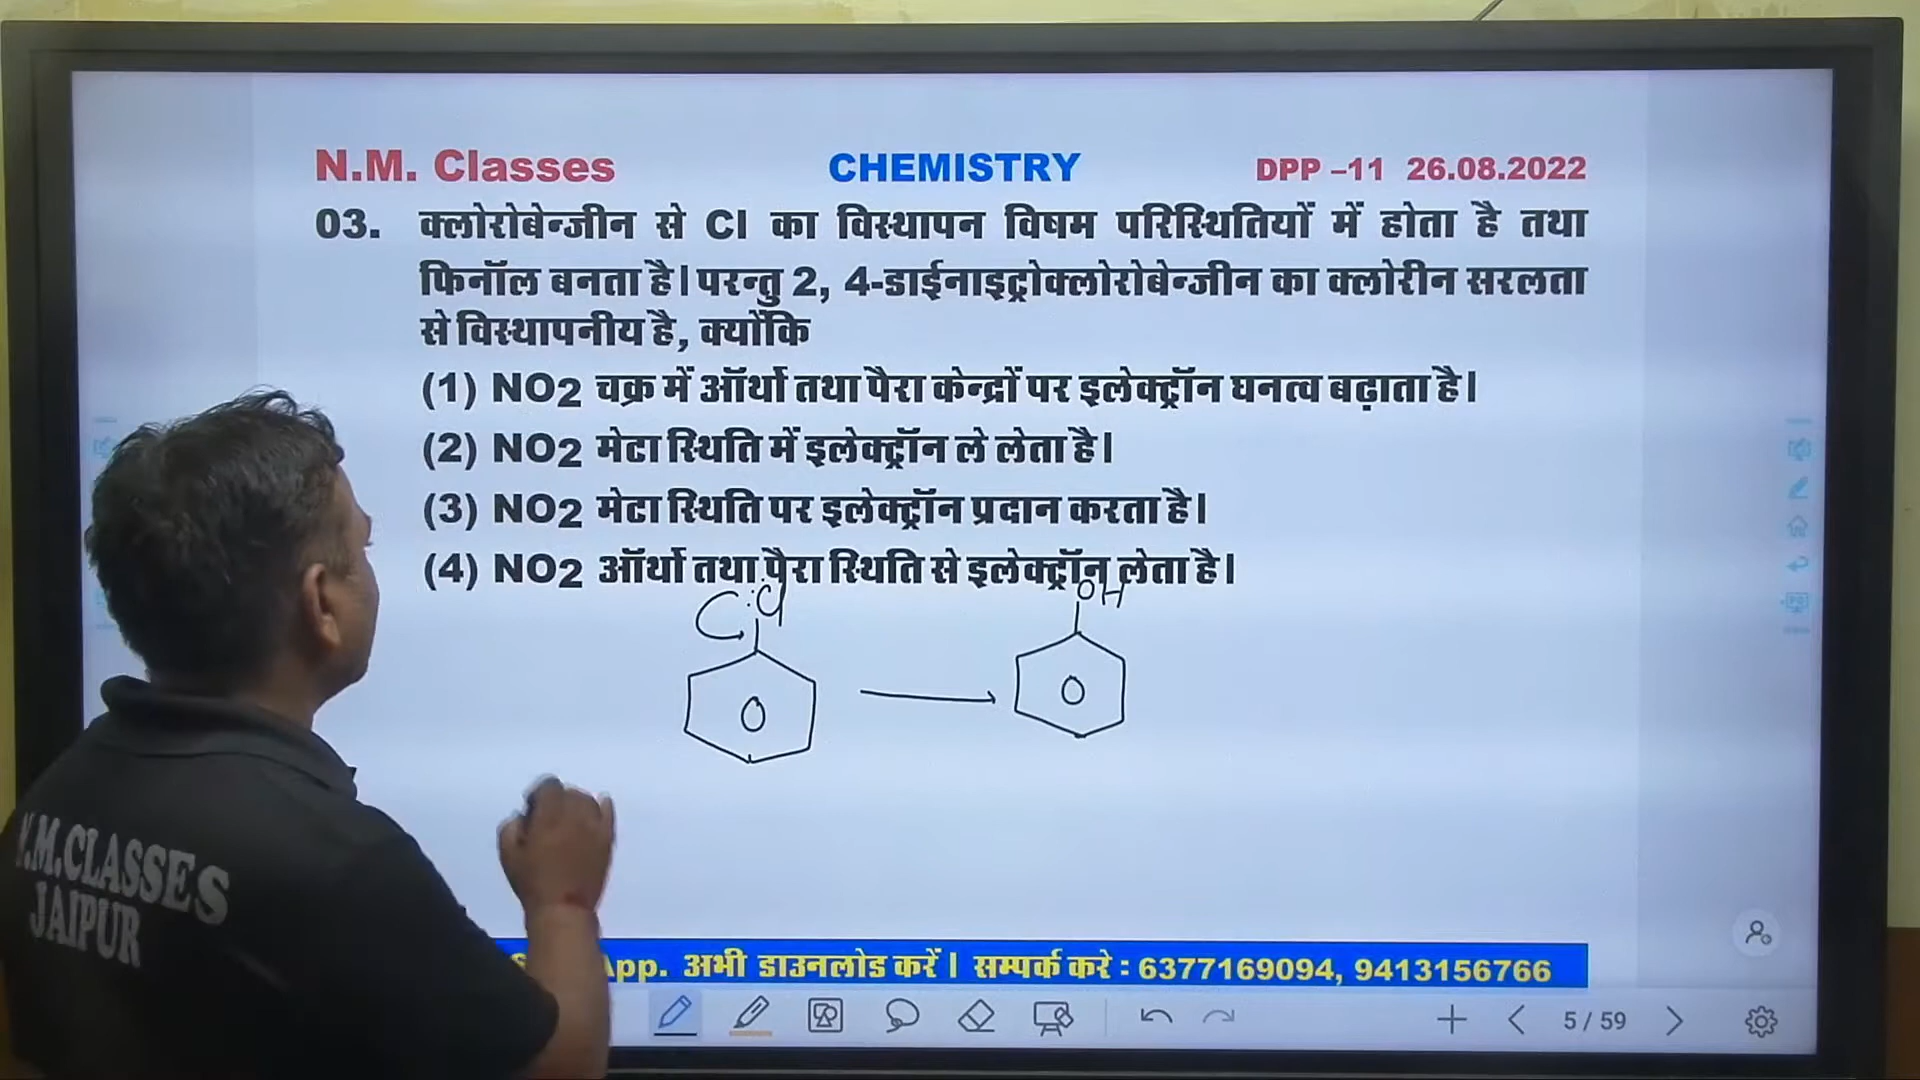 N.M. Classes CHEMISTRY DPP –11 26.08.2022
03. क्लोरोबेन्जीन से Cl का विस्थापन विषम परिस्थितियों में होता है तथा
फिनॉल बनता है। परन्तु 2, 4-डाईनाइट्रोक्लोरोबेन्जीन का क्लोरीन सरलता
से विस्थापनीय है, क्योंकि
(1) NO2 चक्र में ऑर्थो तथा पैरा केन्द्रों पर इलेक्ट्रॉन घनत्व बढ़ाता है।
(2) NO2 मेटा स्थिति में इलेक्ट्रॉन ले लेता है।
(3) NO2 मेटा स्थिति पर इलेक्ट्रॉन प्रदान करता है।
(4) NO2 ऑर्थो तथा पैरा स्थिति से इलेक्ट्रॉन लेता है।
:Cl OH
N.M.CLASSES
JAIPUR
App. अभी डाउनलोड करें। सम्पर्क करे : 6377169094, 9413156766
5 / 59